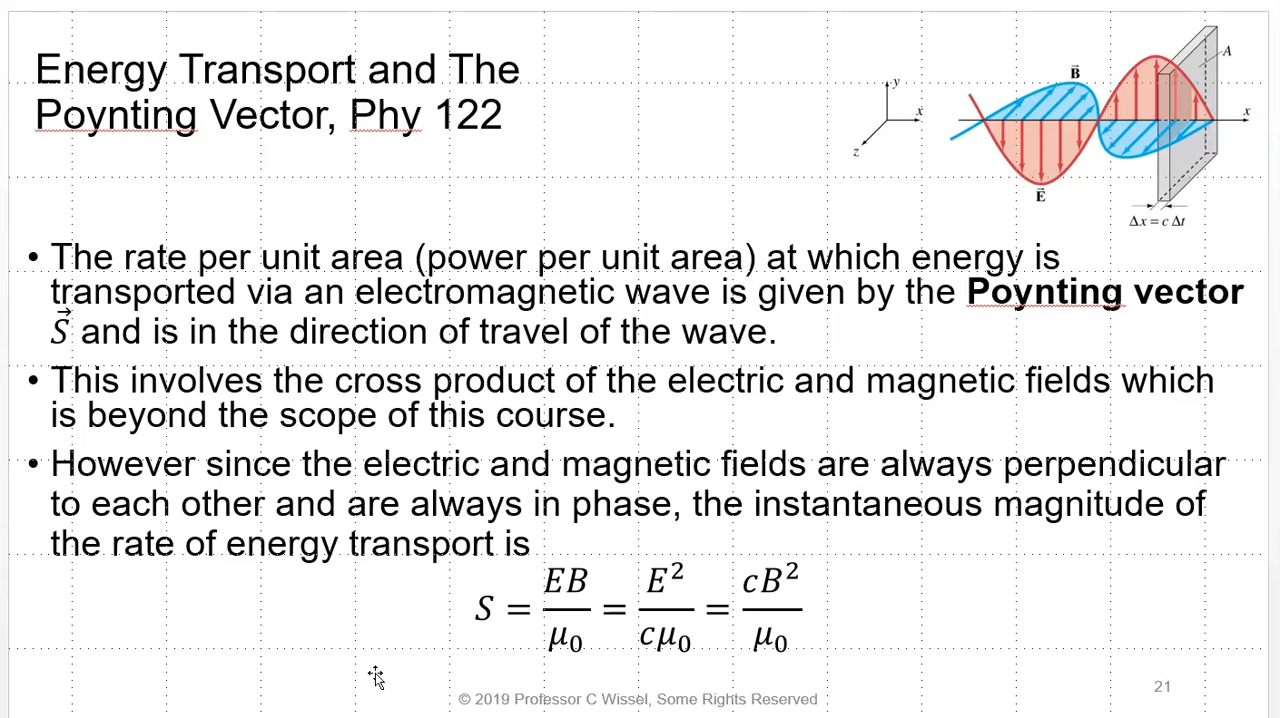 Energy Transport and The
Poynting Vector, Phy 122
y
x
z
B⃗
E⃗
A
x
Δx = c Δt
• The rate per unit area (power per unit area) at which energy is
transported via an electromagnetic wave is given by the Poynting vector
S⃗ and is in the direction of travel of the wave.
• This involves the cross product of the electric and magnetic fields which
is beyond the scope of this course.
• However since the electric and magnetic fields are always perpendicular
to each other and are always in phase, the instantaneous magnitude of
the rate of energy transport is
S = EB/μ₀ = E²/cμ₀ = cB²/μ₀
© 2019 Professor C Wissel, Some Rights Reserved
21